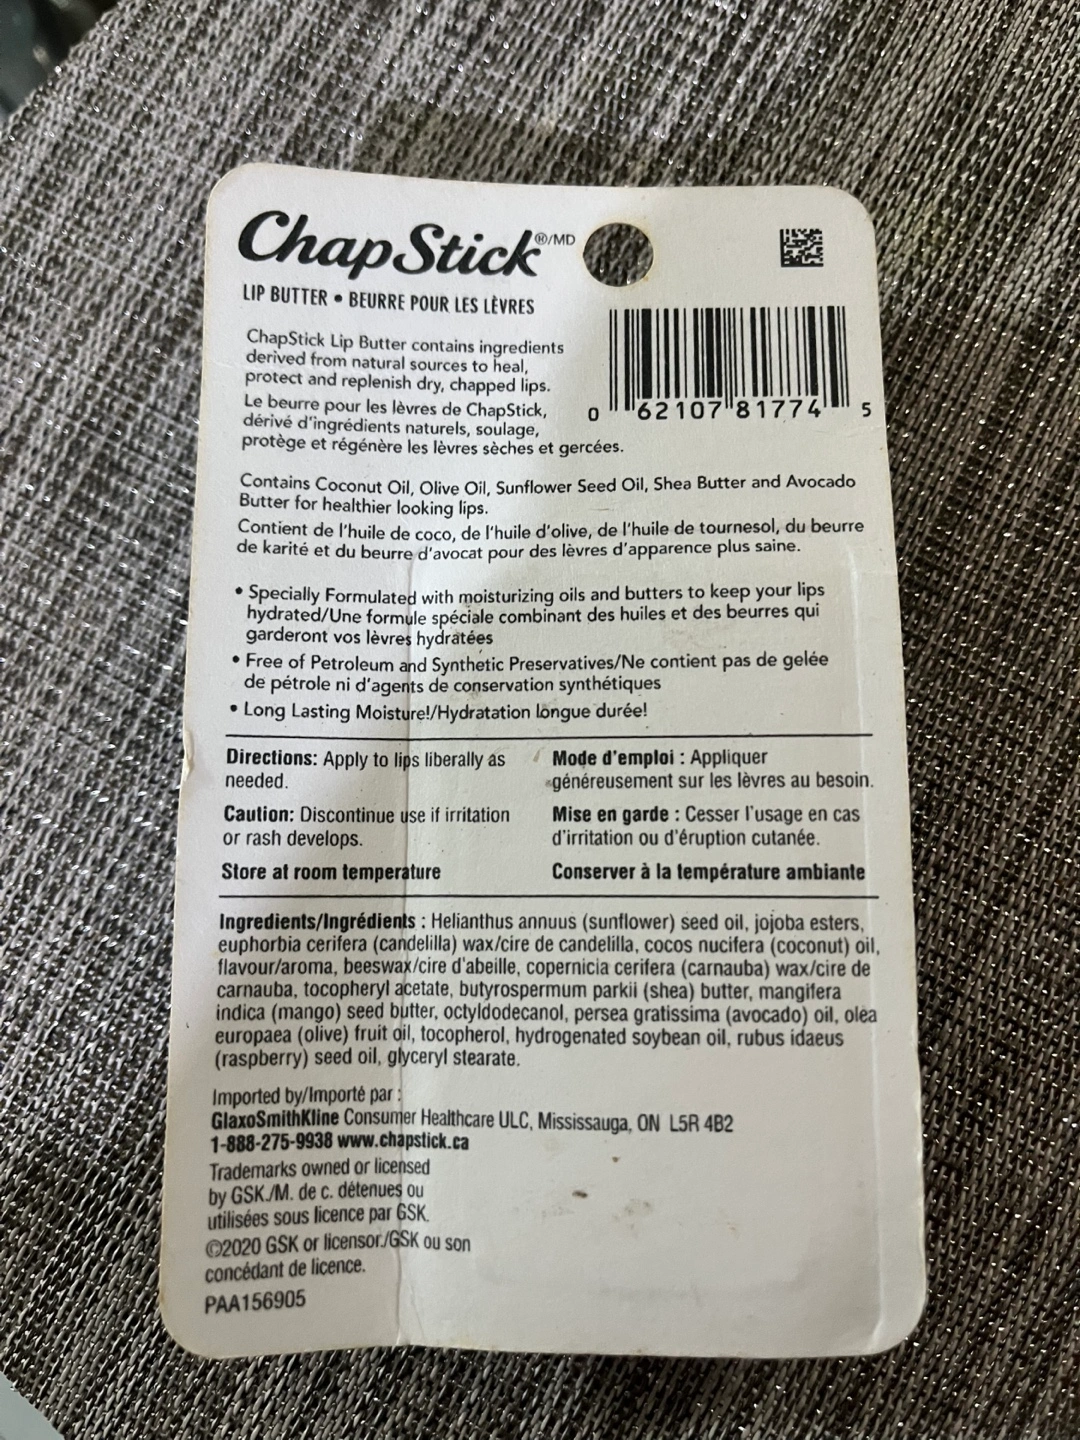 ChapStick®/MD
LIP BUTTER • BEURRE POUR LES LÈVRES
ChapStick Lip Butter contains ingredients
derived from natural sources to heal,
protect and replenish dry, chapped lips.
Le beurre pour les lèvres de ChapStick,
dérivé d'ingrédients naturels, soulage,
protège et régénère les lèvres sèches et gercées.
0 62107 81774 5
Contains Coconut Oil, Olive Oil, Sunflower Seed Oil, Shea Butter and Avocado
Butter for healthier looking lips.
Contient de l'huile de coco, de l'huile d'olive, de l'huile de tournesol, du beurre
de karité et du beurre d'avocat pour des lèvres d'apparence plus saine.
• Specially Formulated with moisturizing oils and butters to keep your lips
hydrated/Une formule spéciale combinant des huiles et des beurres qui
garderont vos lèvres hydratées
• Free of Petroleum and Synthetic Preservatives/Ne contient pas de gelée
de pétrole ni d'agents de conservation synthétiques
• Long Lasting Moisture!/Hydratation longue durée!
Directions: Apply to lips liberally as
needed.
Caution: Discontinue use if irritation
or rash develops.
Store at room temperature
Mode d'emploi : Appliquer
généreusement sur les lèvres au besoin.
Mise en garde : Cesser l'usage en cas
d'irritation ou d'éruption cutanée.
Conserver à la température ambiante
Ingredients/Ingrédients : Helianthus annuus (sunflower) seed oil, jojoba esters,
euphorbia cerifera (candelilla) wax/cire de candelilla, cocos nucifera (coconut) oil,
flavour/aroma, beeswax/cire d'abeille, copernicia cerifera (carnauba) wax/cire de
carnauba, tocopheryl acetate, butyrospermum parkii (shea) butter, mangifera
indica (mango) seed butter, octyldodecanol, persea gratissima (avocado) oil, olea
europaea (olive) fruit oil, tocopherol, hydrogenated soybean oil, rubus idaeus
(raspberry) seed oil, glyceryl stearate.
Imported by/Importé par :
GlaxoSmithKline Consumer Healthcare ULC, Mississauga, ON L5R 4B2
1-888-275-9938 www.chapstick.ca
Trademarks owned or licensed
by GSK./M. de c. détenues ou
utilisées sous licence par GSK.
©2020 GSK or licensor./GSK ou son
concédant de licence.
PAA156905